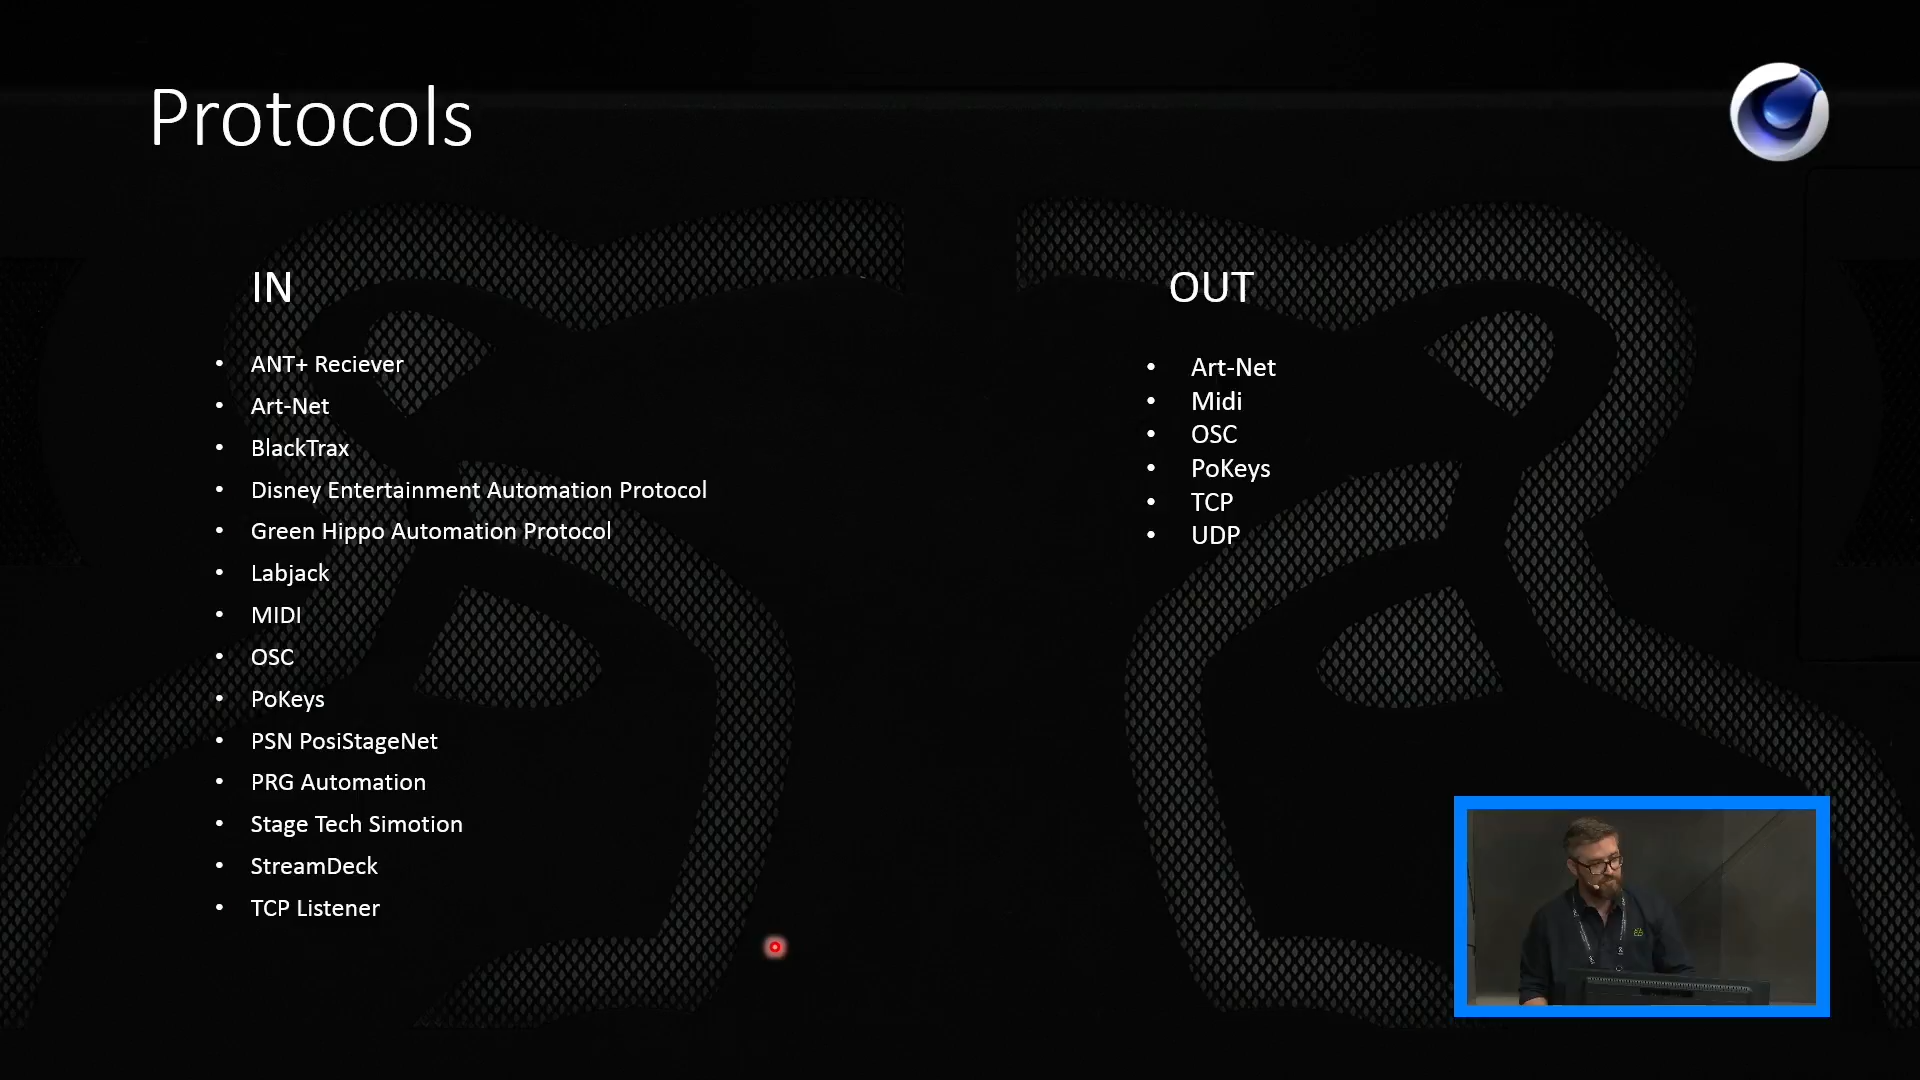 Protocols
IN
• ANT+ Reciever
• Art-Net
• BlackTrax
• Disney Entertainment Automation Protocol
• Green Hippo Automation Protocol
• Labjack
• MIDI
• OSC
• PoKeys
• PSN PosiStageNet
• PRG Automation
• Stage Tech Simotion
• StreamDeck
• TCP Listener
OUT
• Art-Net
• Midi
• OSC
• PoKeys
• TCP
• UDP